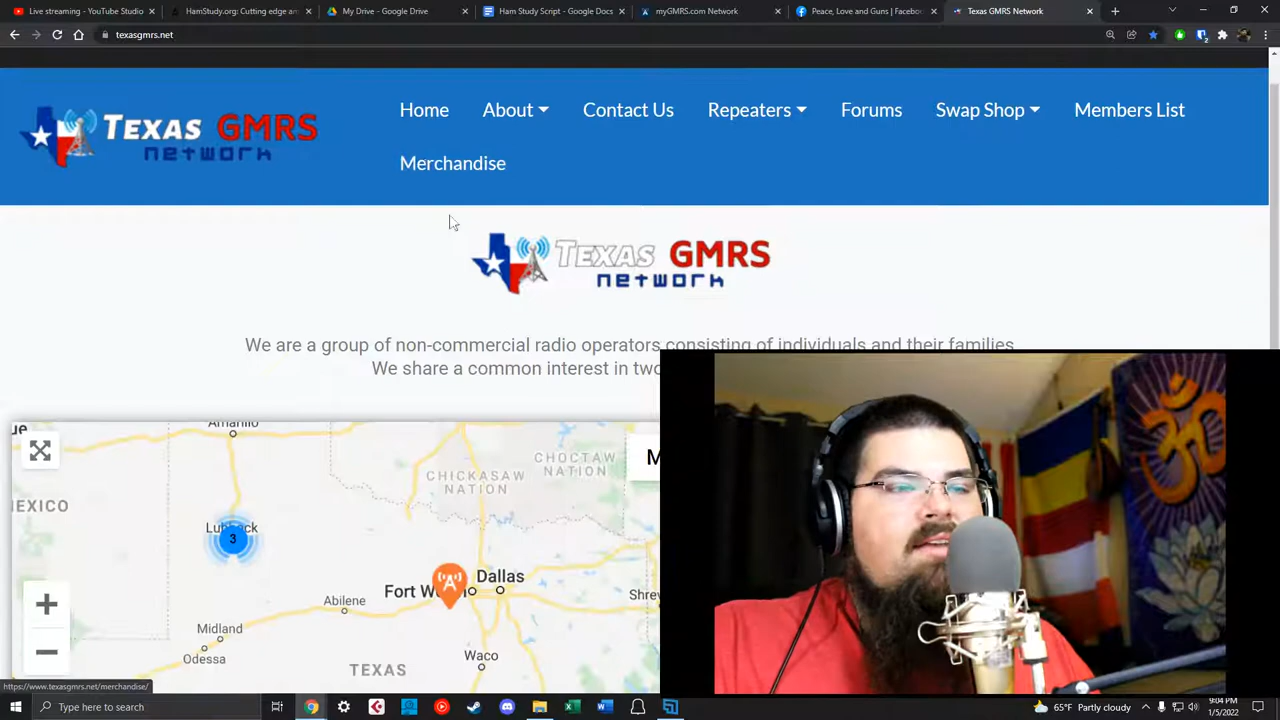 Live streaming - YouTube Studio
HamStudy.org: Cutting edge am
My Drive - Google Drive
Ham Study Script - Google Docs
myGMRS.com Network
Peace, Love and Guns | Facebook
Texas GMRS Network
texasgmrs.net
TEXAS GMRS network
Home
About
Contact Us
Repeaters
Forums
Swap Shop
Members List
Merchandise
TEXAS GMRS
network
We are a group of non-commercial radio operators consisting of individuals and their families.
We share a common interest in two
ue
Amarillo
CHOCTAW
NATION
CHICKASAW
NATION
M
EXICO
Lubbock
3
Dallas
Fort Wo
Shre
Abilene
Midland
Odessa
Waco
TEXAS
https://www.texasgmrs.net/merchandise/
Type here to search
65°F Partly cloudy
9:04 PM
1/5/2022